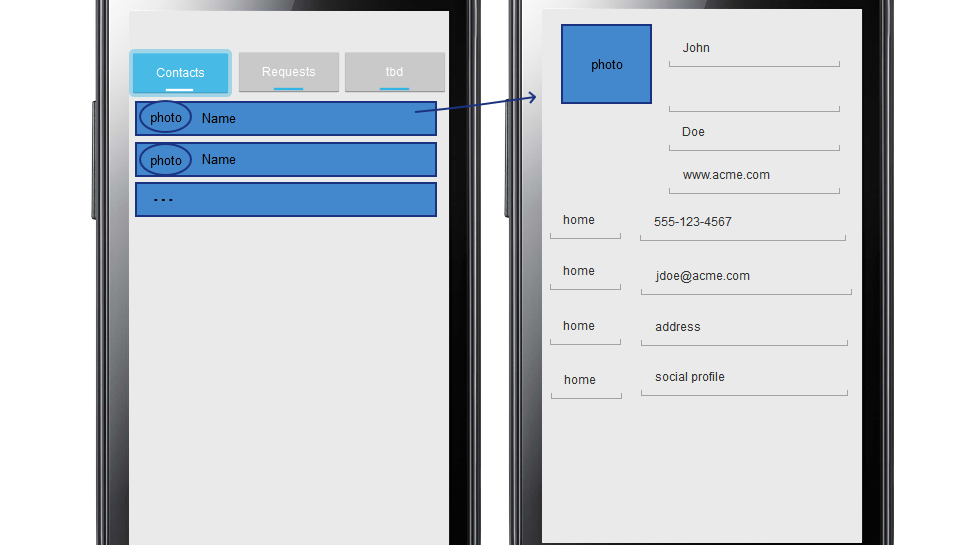 Contacts Requests tbd
photo Name
photo Name
- - -
John
photo
Doe
www.acme.com
home 555-123-4567
home jdoe@acme.com
home address
home social profile